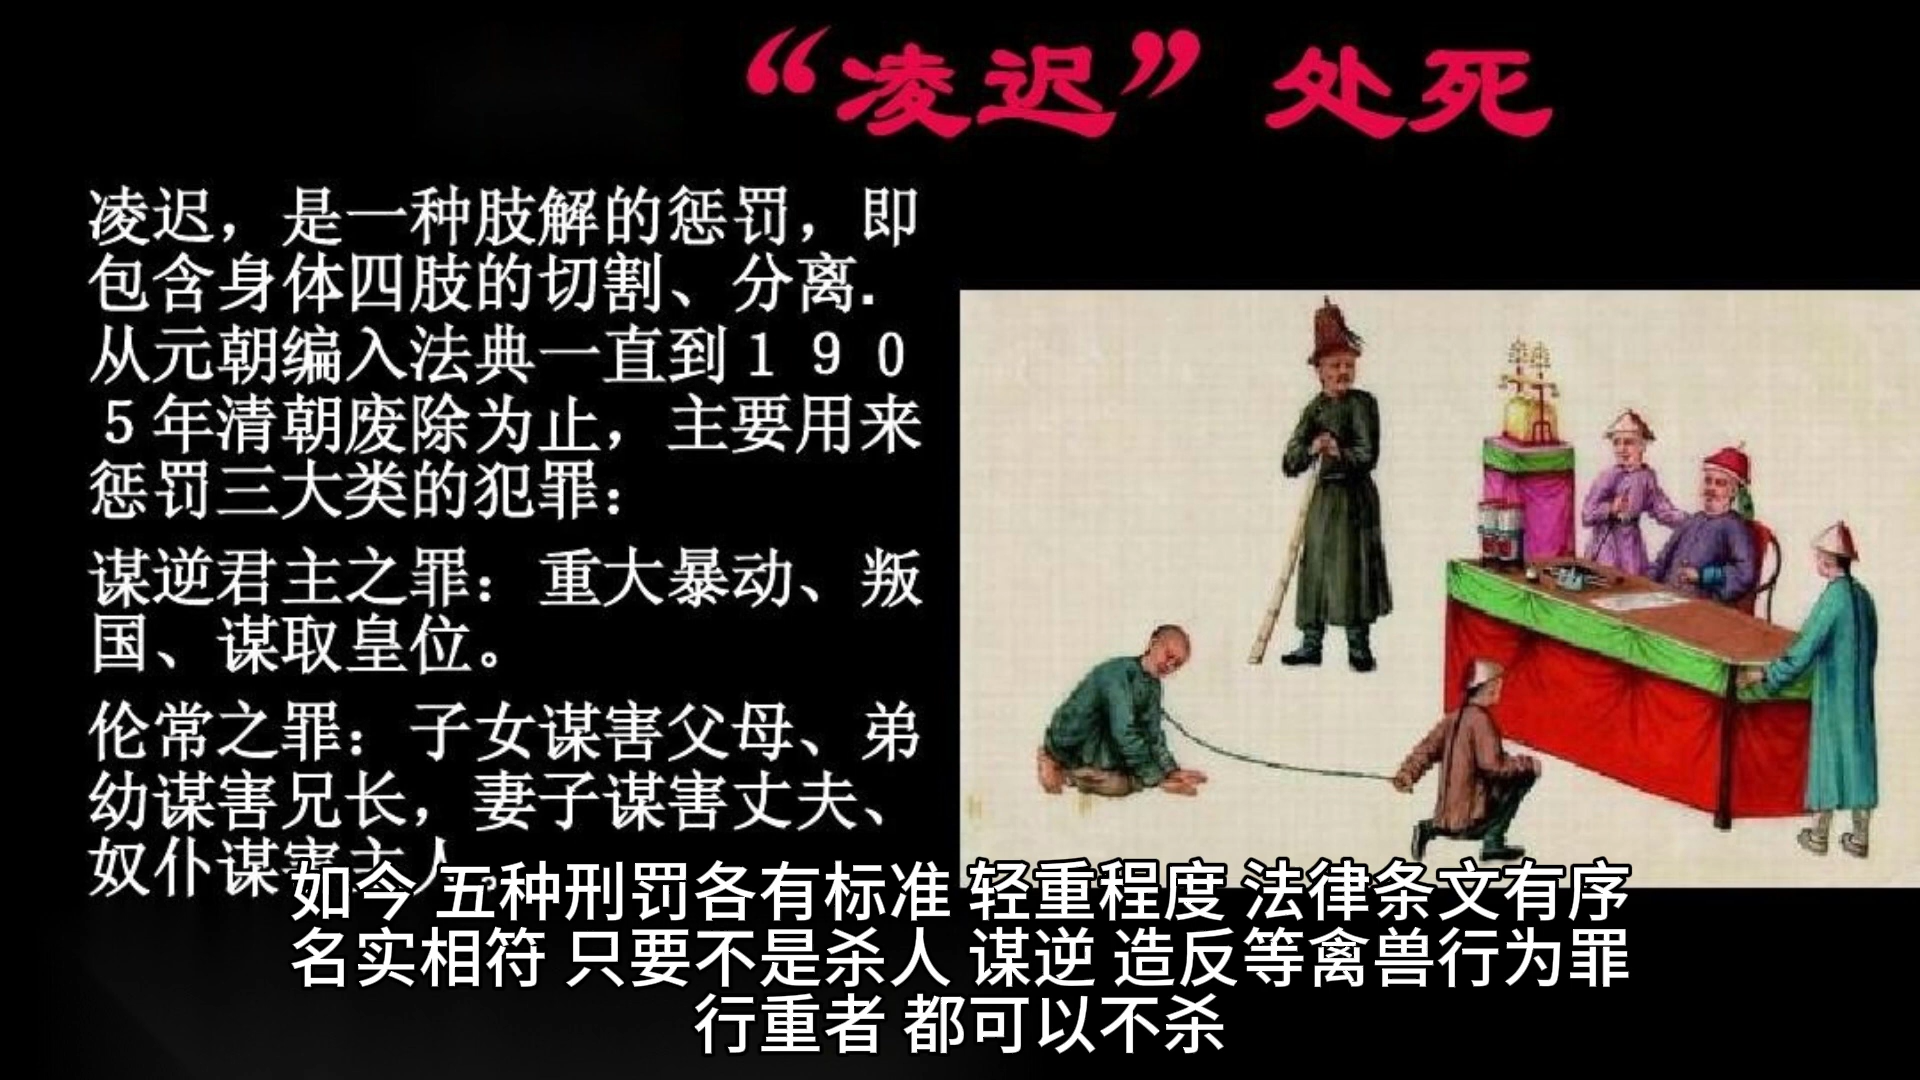 “凌迟”处死
凌迟，是一种肢解的惩罚，即
包含身体四肢的切割、分离.
从元朝编入法典一直到１９０
５年清朝废除为止，主要用来
惩罚三大类的犯罪：
谋逆君主之罪：重大暴动、叛
国、谋取皇位。
伦常之罪：子女谋害父母、弟
幼谋害兄长，妻子谋害丈夫、
奴仆谋害主人。
如今 五种刑罚各有标准 轻重程度 法律条文有序
名实相符 只要不是杀人 谋逆 造反等禽兽行为罪
行重者 都可以不杀